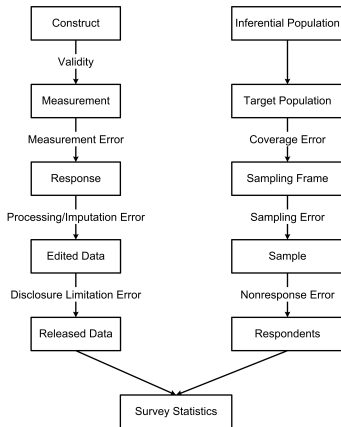 Construct
Validity
Measurement
Measurement Error
Response
Processing/Imputation Error
Edited Data
Disclosure Limitation Error
Released Data
Inferential Population
Target Population
Coverage Error
Sampling Frame
Sampling Error
Sample
Nonresponse Error
Respondents
Survey Statistics